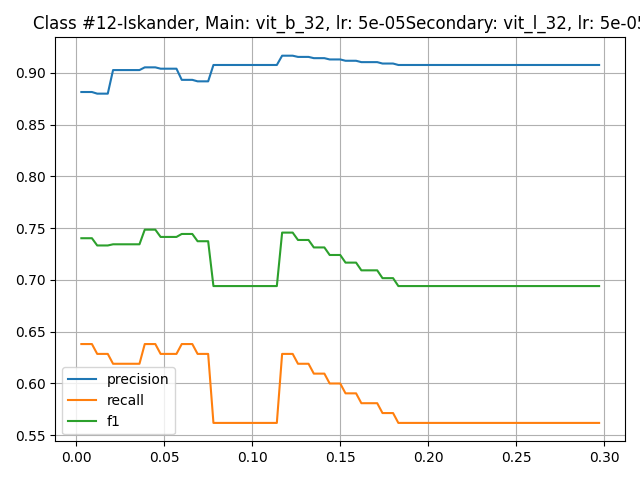 Class #12-Iskander, Main: vit_b_32, lr: 5e-05Secondary: vit_l_32, lr: 5e-05
0.90
0.85
0.80
0.75
0.70
0.65
0.60
0.55
precision
recall
f1
0.00 0.05 0.10 0.15 0.20 0.25 0.30